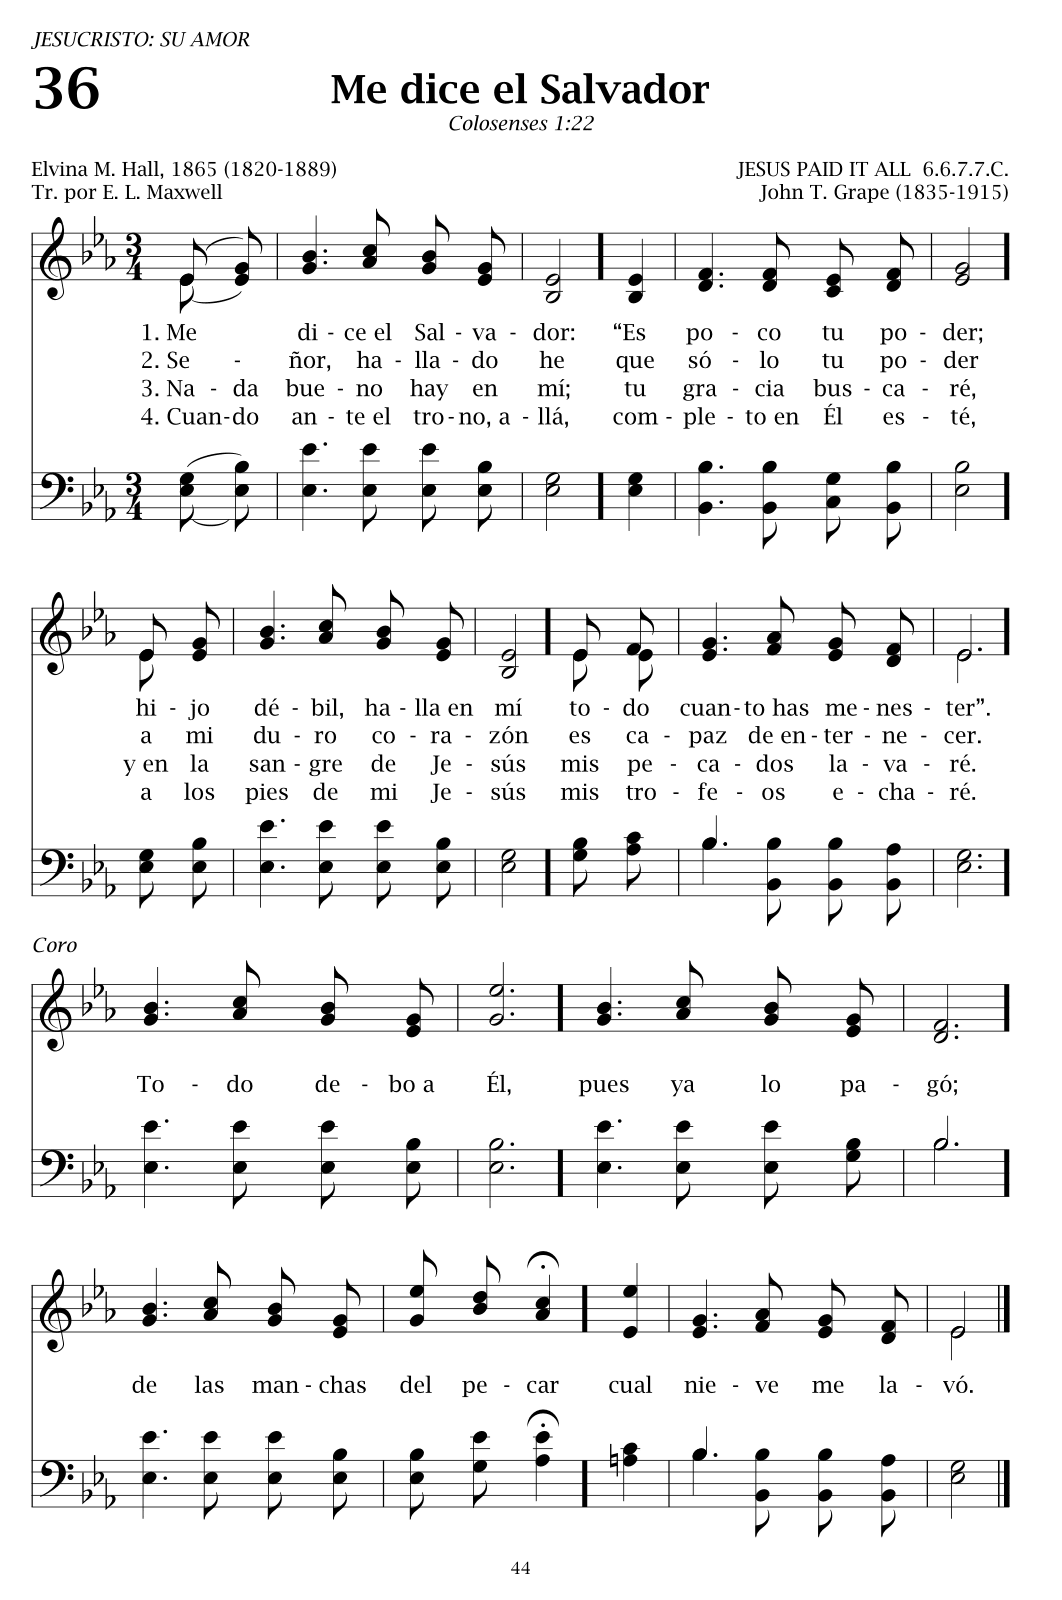 JESUCRISTO: SU AMOR
36
Me dice el Salvador
Colosenses 1:22
Elvina M. Hall, 1865 (1820-1889)
JESUS PAID IT ALL 6.6.7.7.C.
Tr. por E. L. Maxwell
John T. Grape (1835-1915)
3 4
1. Me di - ce el Sal - va - dor: “Es po - co tu po - der;
2. Se - ñor, ha - lla - do he que só - lo tu po - der
3. Na - da bue - no hay en mí; tu gra - cia bus - ca - ré,
4. Cuan - do an - te el tro - no, a - llá, com - ple - to en Él es - té,
3 4
hi - jo dé - bil, ha - lla en mí to - do cuan - to has me - nes - ter”.
a mi du - ro co - ra - zón es ca - paz de en - ter - ne - cer.
y en la san - gre de Je - sús mis pe - ca - dos la - va - ré.
a los pies de mi Je - sús mis tro - fe - os e - cha - ré.
Coro
To - do de - bo a Él, pues ya lo pa - gó;
de las man - chas del pe - car cual nie - ve me la - vó.
44